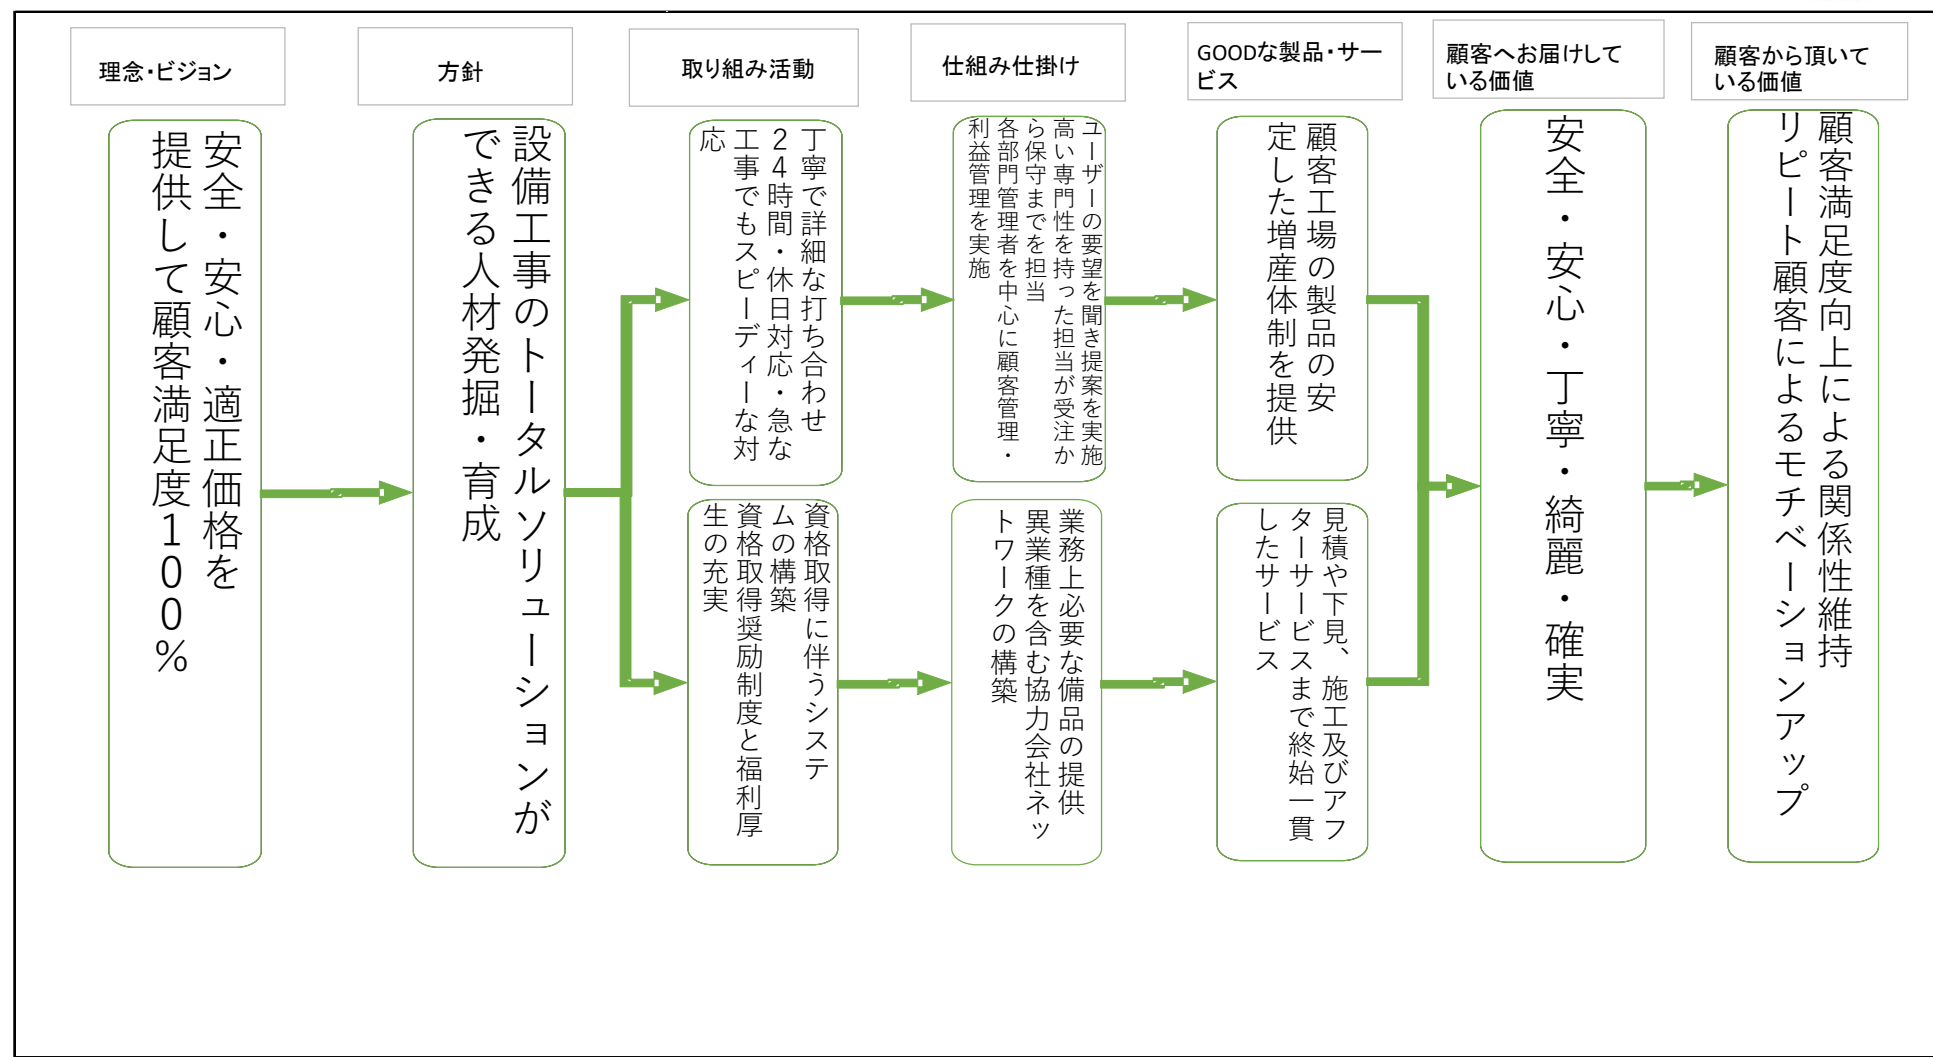 理念・ビジョン
方針
取り組み活動
仕組み仕掛け
GOODな製品・サー
ビス
顧客へお届けして
いる価値
顧客から頂いて
いる価値
安全・安心・適正価格を
提供して顧客満足度100%
設備工事のトータルソリューションが
できる人材発掘・育成
丁寧で詳細な打ち合わせ
24時間・休日対応・急な
工事でもスピーディーな対
応
資格取得に伴うシステ
ムの構築
資格取得奨励制度と福利厚
生の充実
ユーザーの要望を聞き提案を実施
高い専門性を持った担当が受注か
ら保守までを担当
各部門管理者を中心に顧客管理・
利益管理を実施
業務上必要な備品の提供
異業種を含む協力会社ネッ
トワークの構築
顧客工場の製品の安
定した増産体制を提供
見積や下見、施工及びアフ
ターサービスまで終始一貫
したサービス
安全・安心・丁寧・綺麗・確実
顧客満足度向上による関係性維持
リピート顧客によるモチベーションアップ